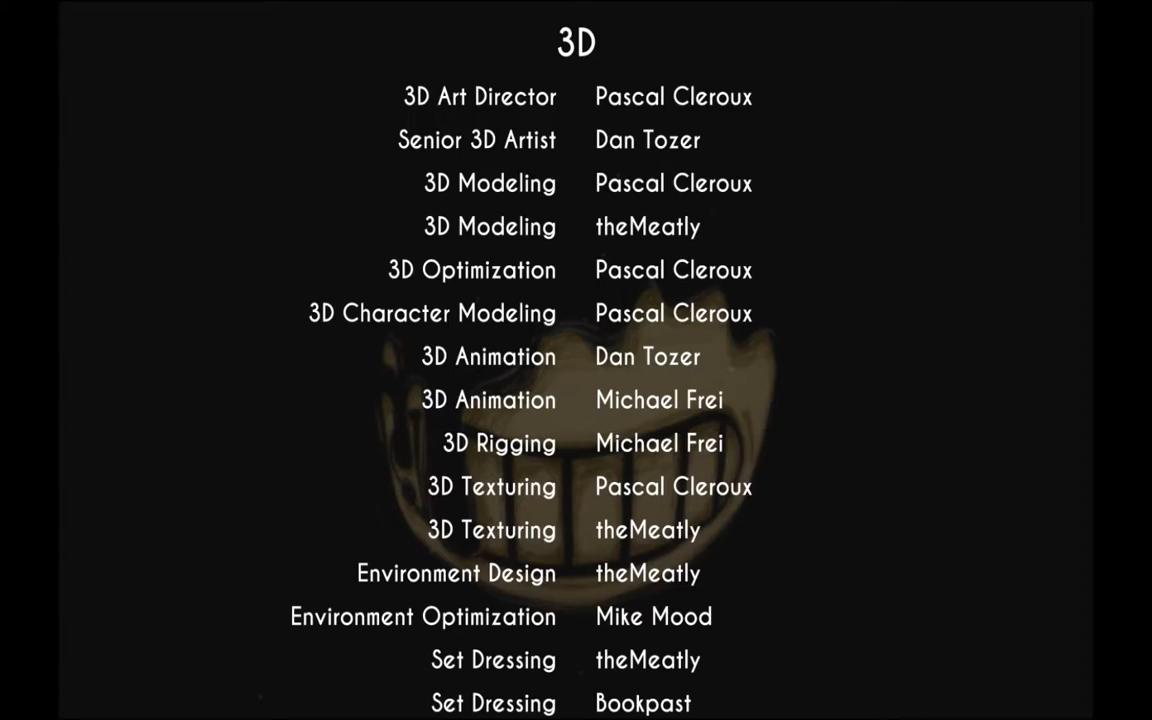 3D
3D Art Director Pascal Cleroux
Senior 3D Artist Dan Tozer
3D Modeling Pascal Cleroux
3D Modeling theMeatly
3D Optimization Pascal Cleroux
3D Character Modeling Pascal Cleroux
3D Animation Dan Tozer
3D Animation Michael Frei
3D Rigging Michael Frei
3D Texturing Pascal Cleroux
3D Texturing theMeatly
Environment Design theMeatly
Environment Optimization Mike Mood
Set Dressing theMeatly
Set Dressing Bookpast